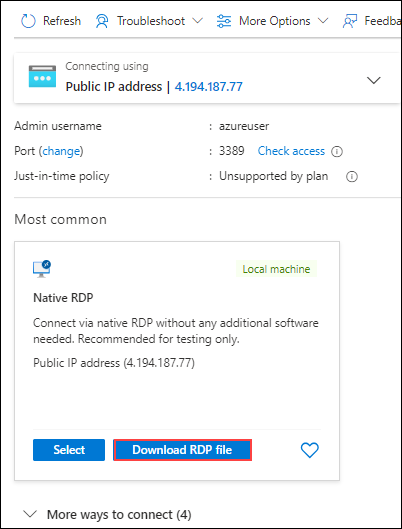 Refresh Troubleshoot More Options Feedba
Connecting using
Public IP address | 4.194.187.77
Admin username : azureuser
Port (change) : 3389 Check access
Just-in-time policy : Unsupported by plan
Most common
Local machine
Native RDP
Connect via native RDP without any additional software
needed. Recommended for testing only.
Public IP address (4.194.187.77)
Select Download RDP file
More ways to connect (4)